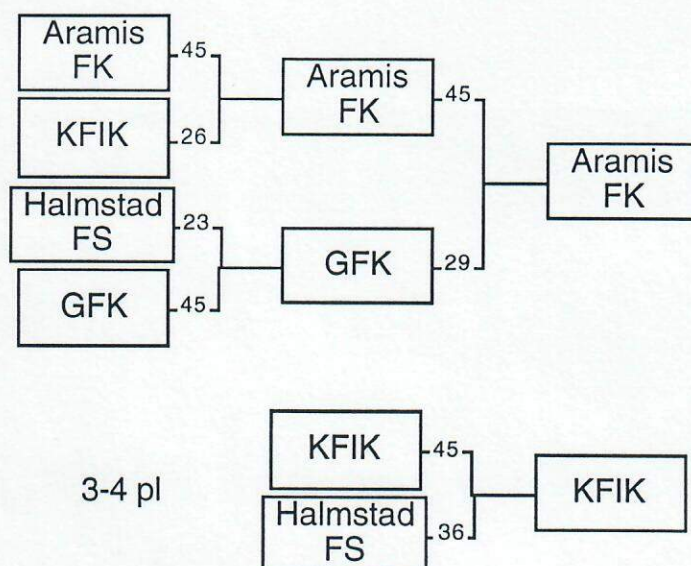 Aramis
FK
45
KFIK
26
Halmstad
FS
23
GFK
45
Aramis
FK
45
GFK
29
Aramis
FK
3-4 pl
KFIK
45
Halmstad
FS
36
KFIK